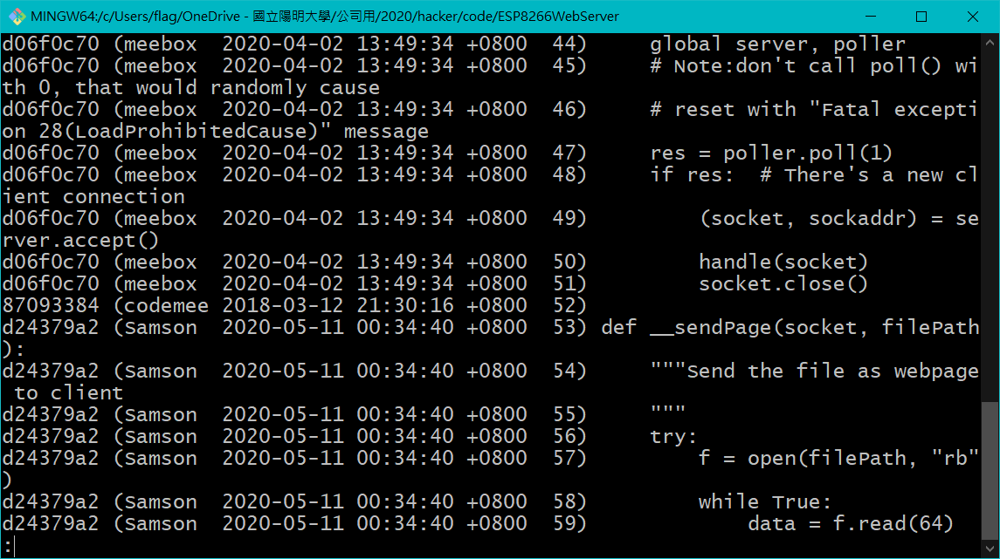 MINGW64:/c/Users/flag/OneDrive - 國立陽明大學/公司用/2020/hacker/code/ESP8266WebServer
d06f0c70 (meebox  2020-04-02 13:49:34 +0800  44)     global server, poller
d06f0c70 (meebox  2020-04-02 13:49:34 +0800  45)     # Note:don't call poll() wi
th 0, that would randomly cause
d06f0c70 (meebox  2020-04-02 13:49:34 +0800  46)     # reset with "Fatal excepti
on 28(LoadProhibitedCause)" message
d06f0c70 (meebox  2020-04-02 13:49:34 +0800  47)     res = poller.poll(1)
d06f0c70 (meebox  2020-04-02 13:49:34 +0800  48)     if res:  # There's a new cl
ient connection
d06f0c70 (meebox  2020-04-02 13:49:34 +0800  49)         (socket, sockaddr) = se
rver.accept()
d06f0c70 (meebox  2020-04-02 13:49:34 +0800  50)         handle(socket)
d06f0c70 (meebox  2020-04-02 13:49:34 +0800  51)         socket.close()
87093384 (codemee 2018-03-12 21:30:16 +0800  52)
d24379a2 (Samson  2020-05-11 00:34:40 +0800  53) def __sendPage(socket, filePath
):
d24379a2 (Samson  2020-05-11 00:34:40 +0800  54)     """Send the file as webpage
 to client
d24379a2 (Samson  2020-05-11 00:34:40 +0800  55)     """
d24379a2 (Samson  2020-05-11 00:34:40 +0800  56)     try:
d24379a2 (Samson  2020-05-11 00:34:40 +0800  57)         f = open(filePath, "rb"
)
d24379a2 (Samson  2020-05-11 00:34:40 +0800  58)         while True:
d24379a2 (Samson  2020-05-11 00:34:40 +0800  59)             data = f.read(64)
: